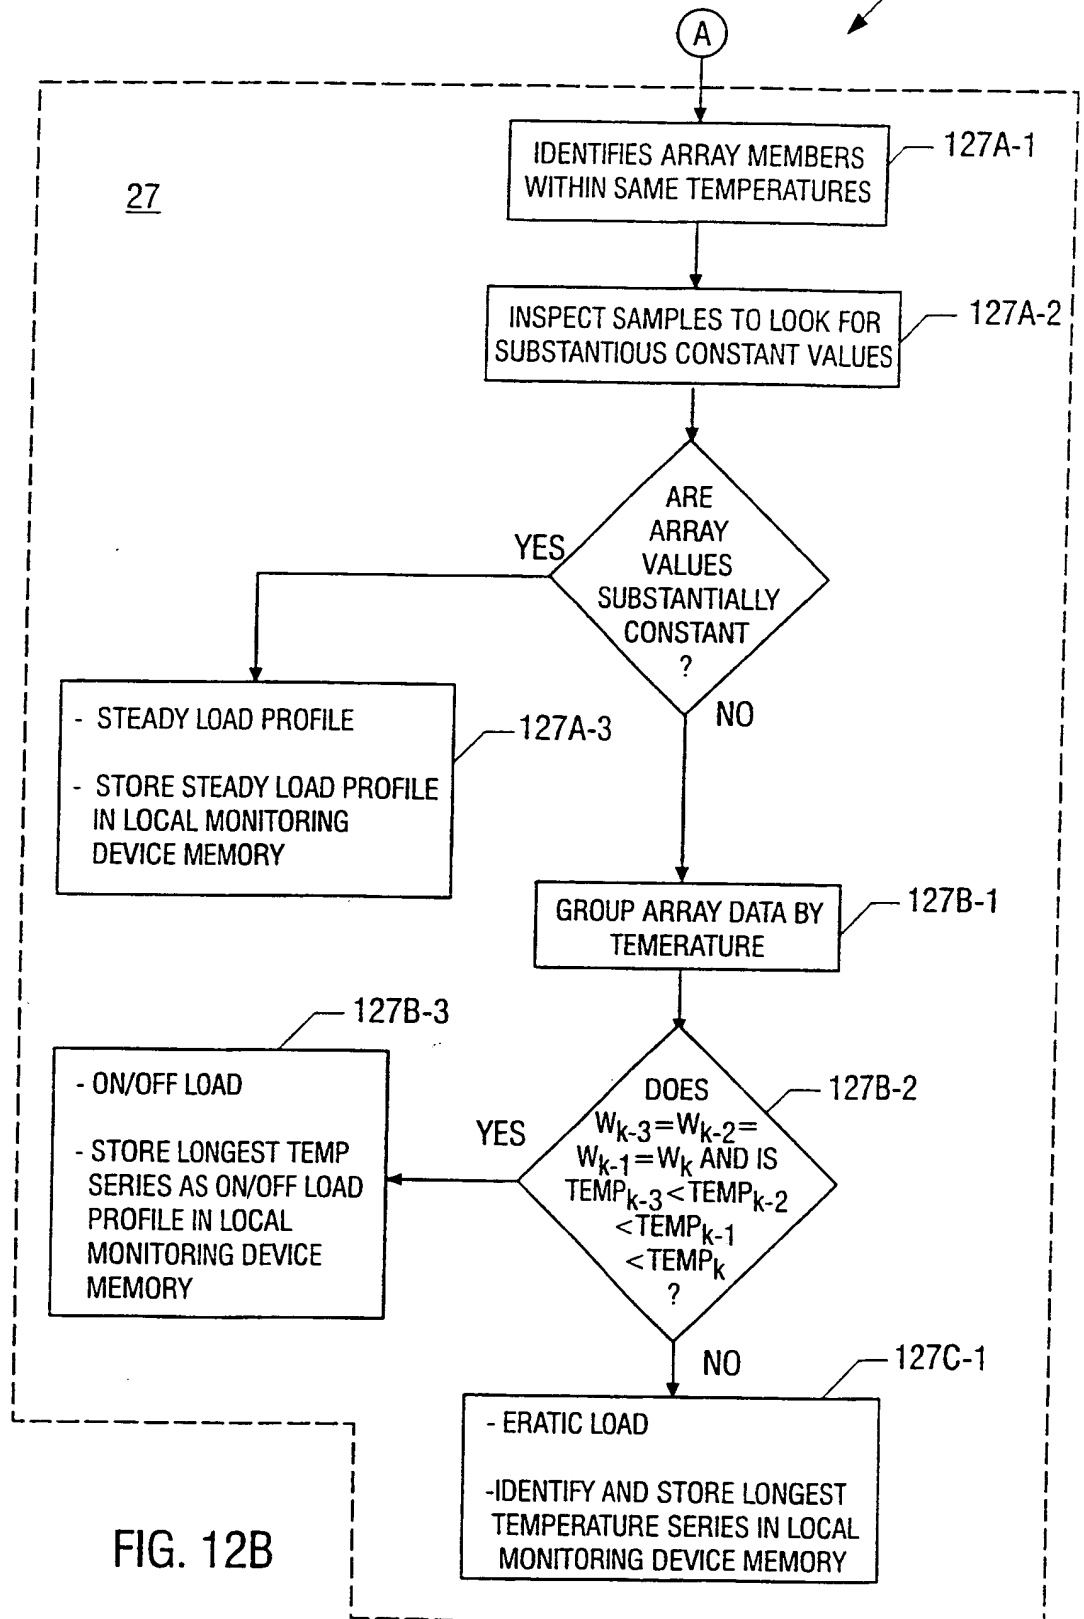 A
IDENTIFIES ARRAY MEMBERS
WITHIN SAME TEMPERATURES
127A-1
27
INSPECT SAMPLES TO LOOK FOR
SUBSTANTIOUS CONSTANT VALUES
127A-2
ARE
ARRAY
VALUES
SUBSTANTIALLY
CONSTANT
?
YES
NO
- STEADY LOAD PROFILE
- STORE STEADY LOAD PROFILE
IN LOCAL MONITORING
DEVICE MEMORY
127A-3
GROUP ARRAY DATA BY
TEMERATURE
127B-1
127B-3
- ON/OFF LOAD
- STORE LONGEST TEMP
SERIES AS ON/OFF LOAD
PROFILE IN LOCAL
MONITORING DEVICE
MEMORY
YES
DOES
Wk-3=Wk-2=
Wk-1=Wk AND IS
TEMPk-3<TEMPk-2
<TEMPk-1
<TEMPk
?
127B-2
NO
127C-1
- ERATIC LOAD
-IDENTIFY AND STORE LONGEST
TEMPERATURE SERIES IN LOCAL
MONITORING DEVICE MEMORY
FIG. 12B